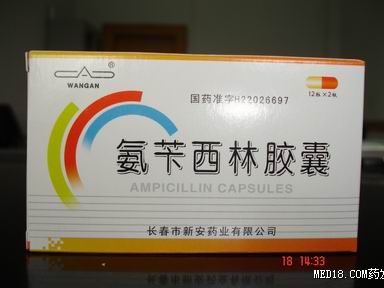 WANGAN
国药准字H22026697
12粒×2板
氨苄西林胶囊
AMPICILLIN CAPSULES
长春市新安药业有限公司
18 14:33
MED18.COM药